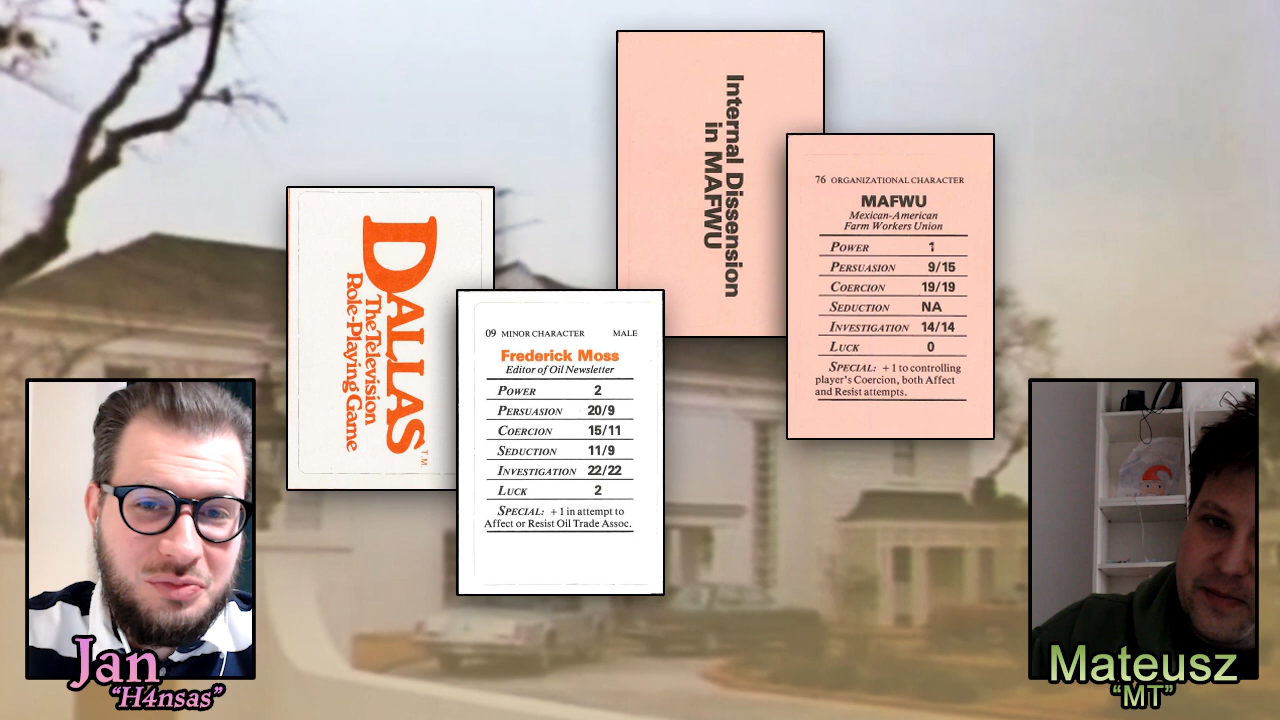 DALLAS™
The Television
Role-Playing Game
09 MINOR CHARACTER MALE
Frederick Moss
Editor of Oil Newsletter
POWER 2
PERSUASION 20/9
COERCION 15/11
SEDUCTION 11/9
INVESTIGATION 22/22
LUCK 2
SPECIAL: +1 in attempt to
Affect or Resist Oil Trade Assoc.
Internal Dissension
in MAFWU
76 ORGANIZATIONAL CHARACTER
MAFWU
Mexican-American
Farm Workers Union
POWER 1
PERSUASION 9/15
COERCION 19/19
SEDUCTION NA
INVESTIGATION 14/14
LUCK 0
SPECIAL: +1 to controlling
player's Coercion, both Affect
and Resist attempts.
Jan
"H4nsas"
Mateusz
"MT"